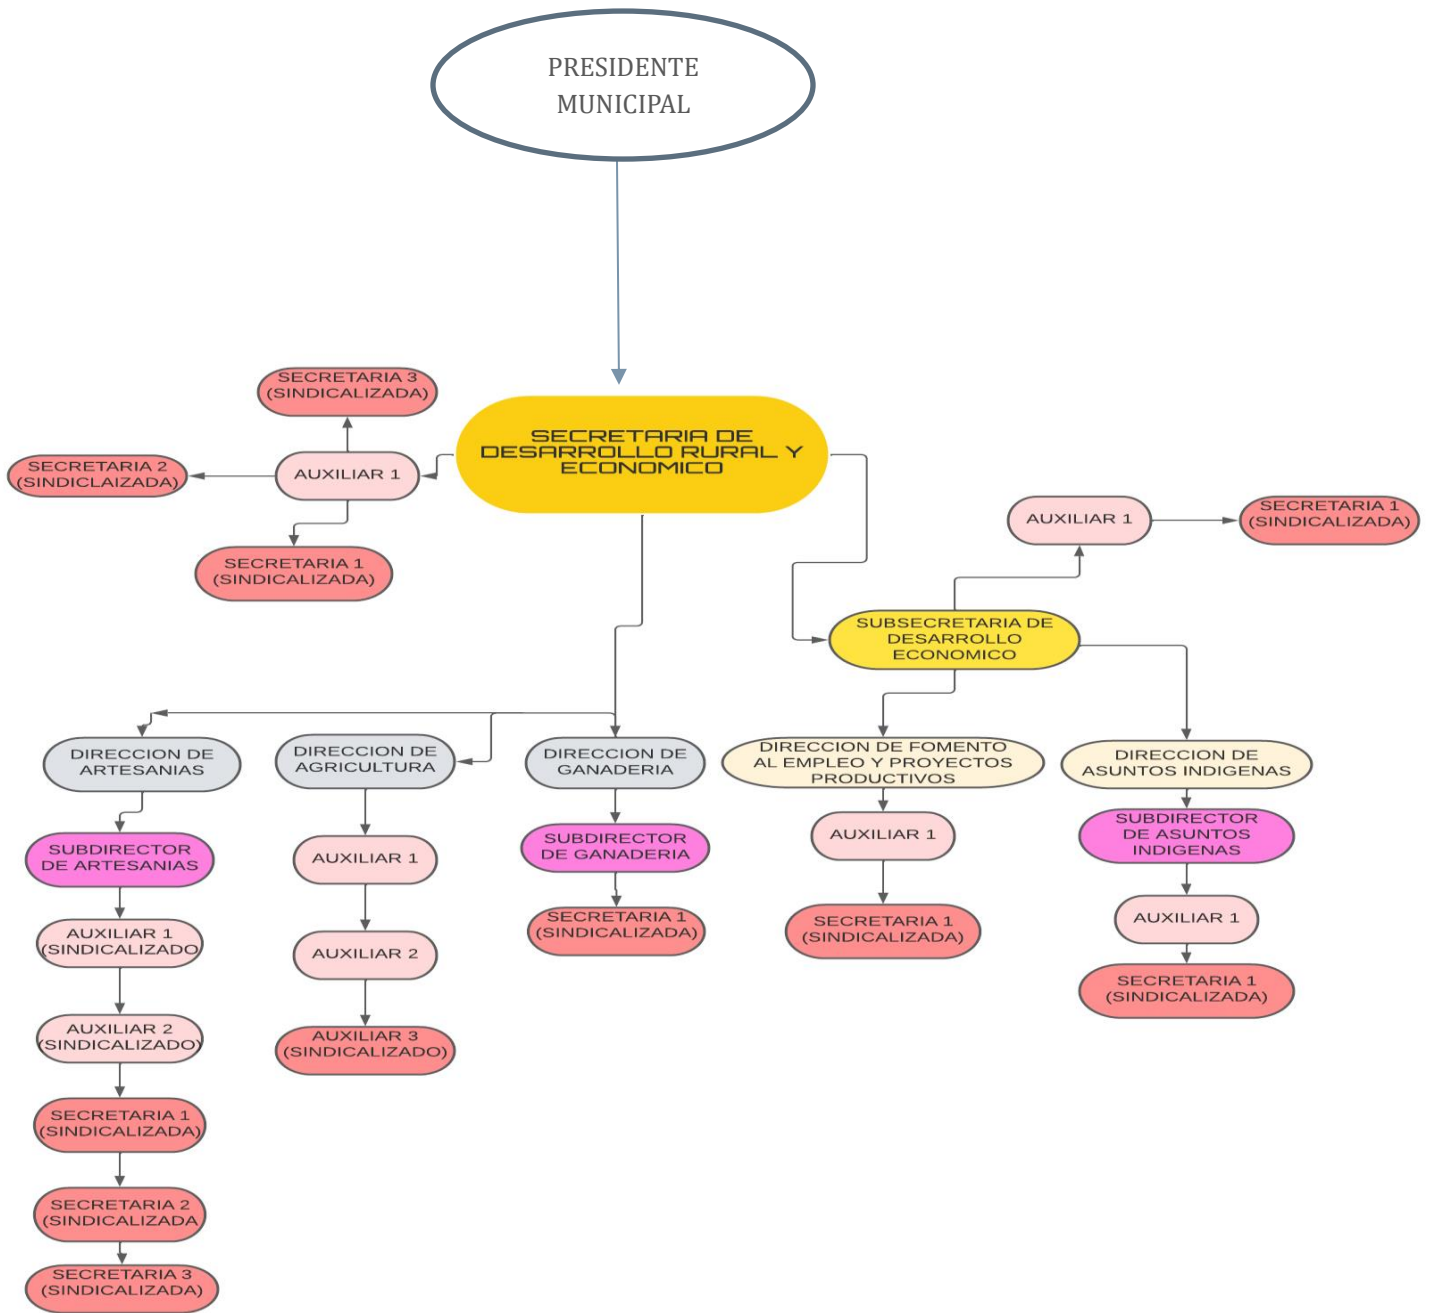 PRESIDENTE
MUNICIPAL
SECRETARIA 3
(SINDICALIZADA)
SECRETARIA DE
DESARROLLO RURAL Y
ECONOMICO
SECRETARIA 2
(SINDICLAIZADA)
AUXILIAR 1
SECRETARIA 1
(SINDICALIZADA)
AUXILIAR 1
SECRETARIA 1
(SINDICALIZADA)
SUBSECRETARIA DE
DESARROLLO
ECONOMICO
DIRECCION DE
ARTESANIAS
DIRECCION DE
AGRICULTURA
DIRECCION DE
GANADERIA
DIRECCION DE FOMENTO
AL EMPLEO Y PROYECTOS
PRODUCTIVOS
DIRECCION DE
ASUNTOS INDIGENAS
SUBDIRECTOR
DE ARTESANIAS
AUXILIAR 1
SUBDIRECTOR
DE GANADERIA
AUXILIAR 1
SUBDIRECTOR
DE ASUNTOS
INDIGENAS
AUXILIAR 1
(SINDICALIZADO
AUXILIAR 2
SECRETARIA 1
(SINDICALIZADA)
SECRETARIA 1
(SINDICALIZADA)
AUXILIAR 1
AUXILIAR 2
(SINDICALIZADO)
AUXILIAR 3
(SINDICALIZADO)
SECRETARIA 1
(SINDICALIZADA)
SECRETARIA 1
(SINDICALIZADA)
SECRETARIA 2
(SINDICALIZADA
SECRETARIA 3
(SINDICALIZADA)